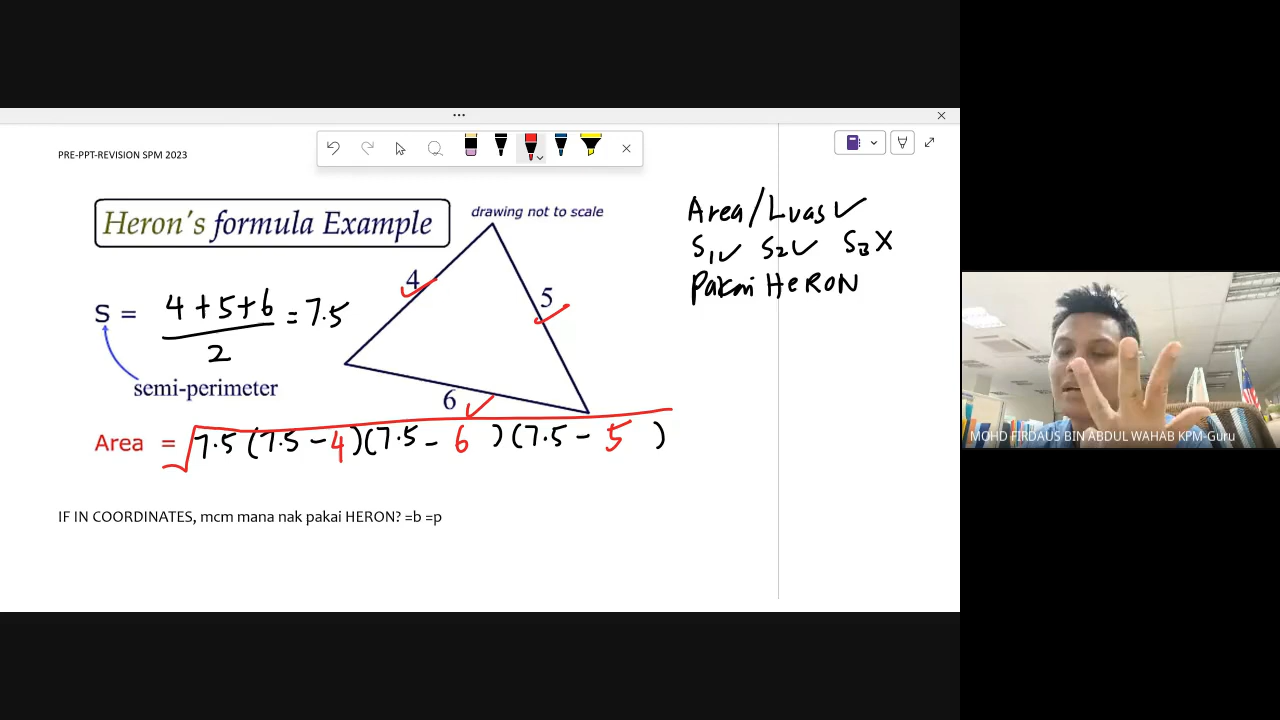 PRE-PPT-REVISION SPM 2023
Heron's formula Example
drawing not to scale
4
5
6
S = 4 + 5 + 6 / 2 = 7.5
semi-perimeter
Area = √7.5 (7.5 - 4)(7.5 - 6 )(7.5 - 5 )
IF IN COORDINATES, mcm mana nak pakai HERON? =b =p
Area/Luas ✓
S1 ✓ S2 ✓ S3 X
Pakai HeRON
MOHD FIRDAUS BIN ABDUL WAHAB KPM-Guru